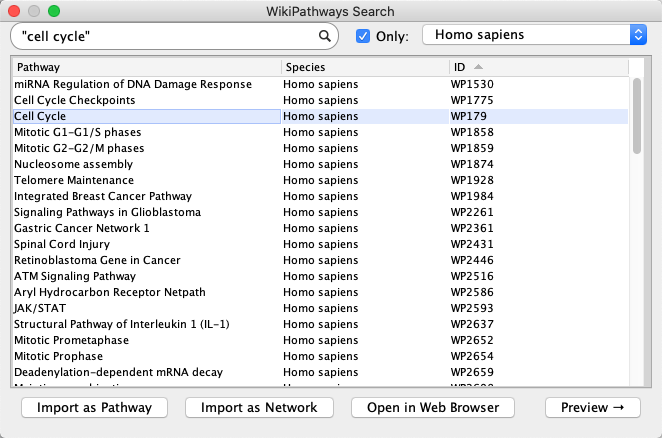 WikiPathways Search
"cell cycle"
Only: Homo sapiens
Pathway Species ID
miRNA Regulation of DNA Damage Response Homo sapiens WP1530
Cell Cycle Checkpoints Homo sapiens WP1775
Cell Cycle Homo sapiens WP179
Mitotic G1-G1/S phases Homo sapiens WP1858
Mitotic G2-G2/M phases Homo sapiens WP1859
Nucleosome assembly Homo sapiens WP1874
Telomere Maintenance Homo sapiens WP1928
Integrated Breast Cancer Pathway Homo sapiens WP1984
Signaling Pathways in Glioblastoma Homo sapiens WP2261
Gastric Cancer Network 1 Homo sapiens WP2361
Spinal Cord Injury Homo sapiens WP2431
Retinoblastoma Gene in Cancer Homo sapiens WP2446
ATM Signaling Pathway Homo sapiens WP2516
Aryl Hydrocarbon Receptor Netpath Homo sapiens WP2586
JAK/STAT Homo sapiens WP2593
Structural Pathway of Interleukin 1 (IL-1) Homo sapiens WP2637
Mitotic Prometaphase Homo sapiens WP2652
Mitotic Prophase Homo sapiens WP2654
Deadenylation-dependent mRNA decay Homo sapiens WP2659
Homo sapiens
Import as Pathway Import as Network Open in Web Browser Preview →